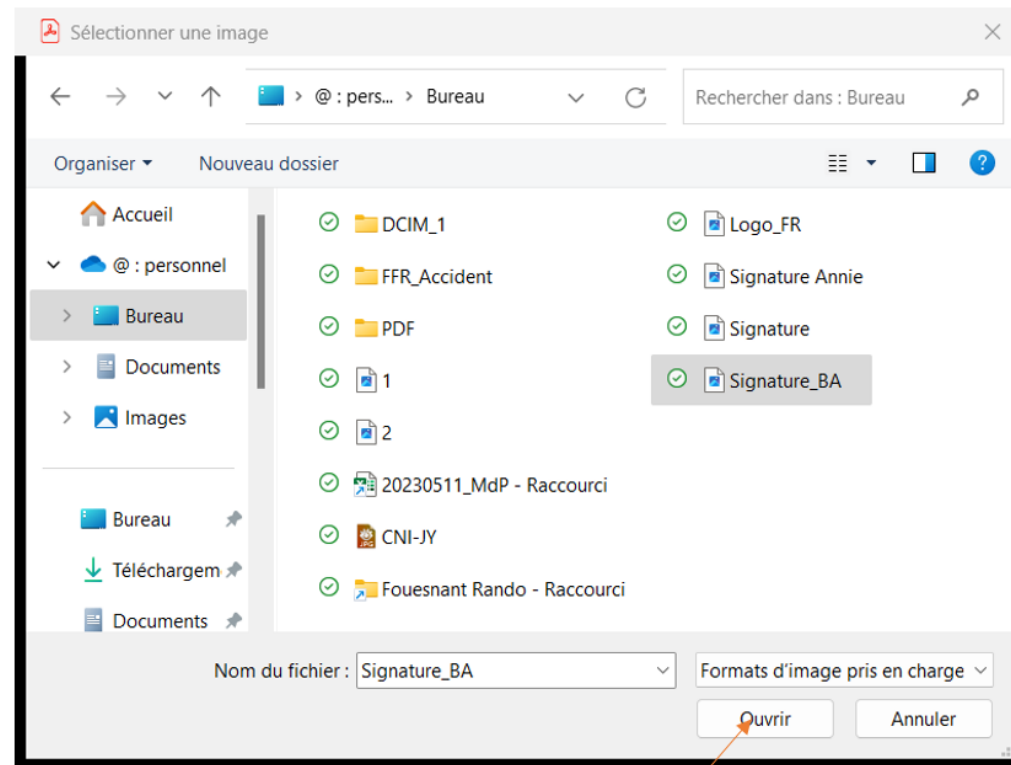 Sélectionner une image
@ : pers... > Bureau
Rechercher dans : Bureau
Organiser
Nouveau dossier
?
Accueil
@ : personnel
Bureau
Documents
Images
Bureau
Téléchargem
Documents
DCIM_1
FFR_Accident
PDF
1
2
20230511_MdP - Raccourci
CNI-JY
Fouesnant Rando - Raccourci
Logo_FR
Signature Annie
Signature
Signature_BA
Nom du fichier : Signature_BA
Formats d'image pris en charge
Ouvrir
Annuler